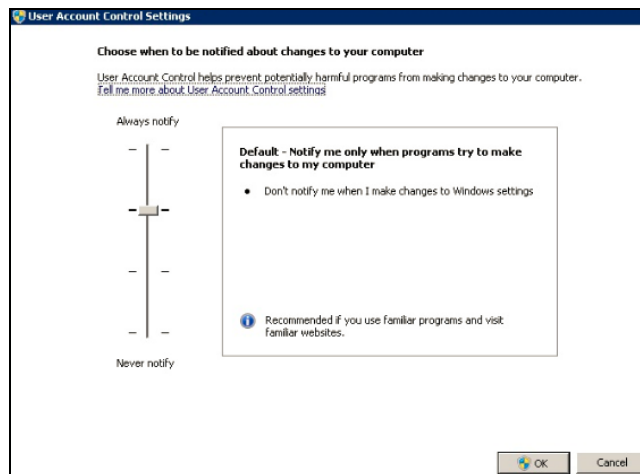 User Account Control Settings
Choose when to be notified about changes to your computer
User Account Control helps prevent potentially harmful programs from making changes to your computer.
Tell me more about User Account Control settings
Always notify
Default - Notify me only when programs try to make
changes to my computer
• Don't notify me when I make changes to Windows settings
Recommended if you use familiar programs and visit
familiar websites.
Never notify
OK Cancel